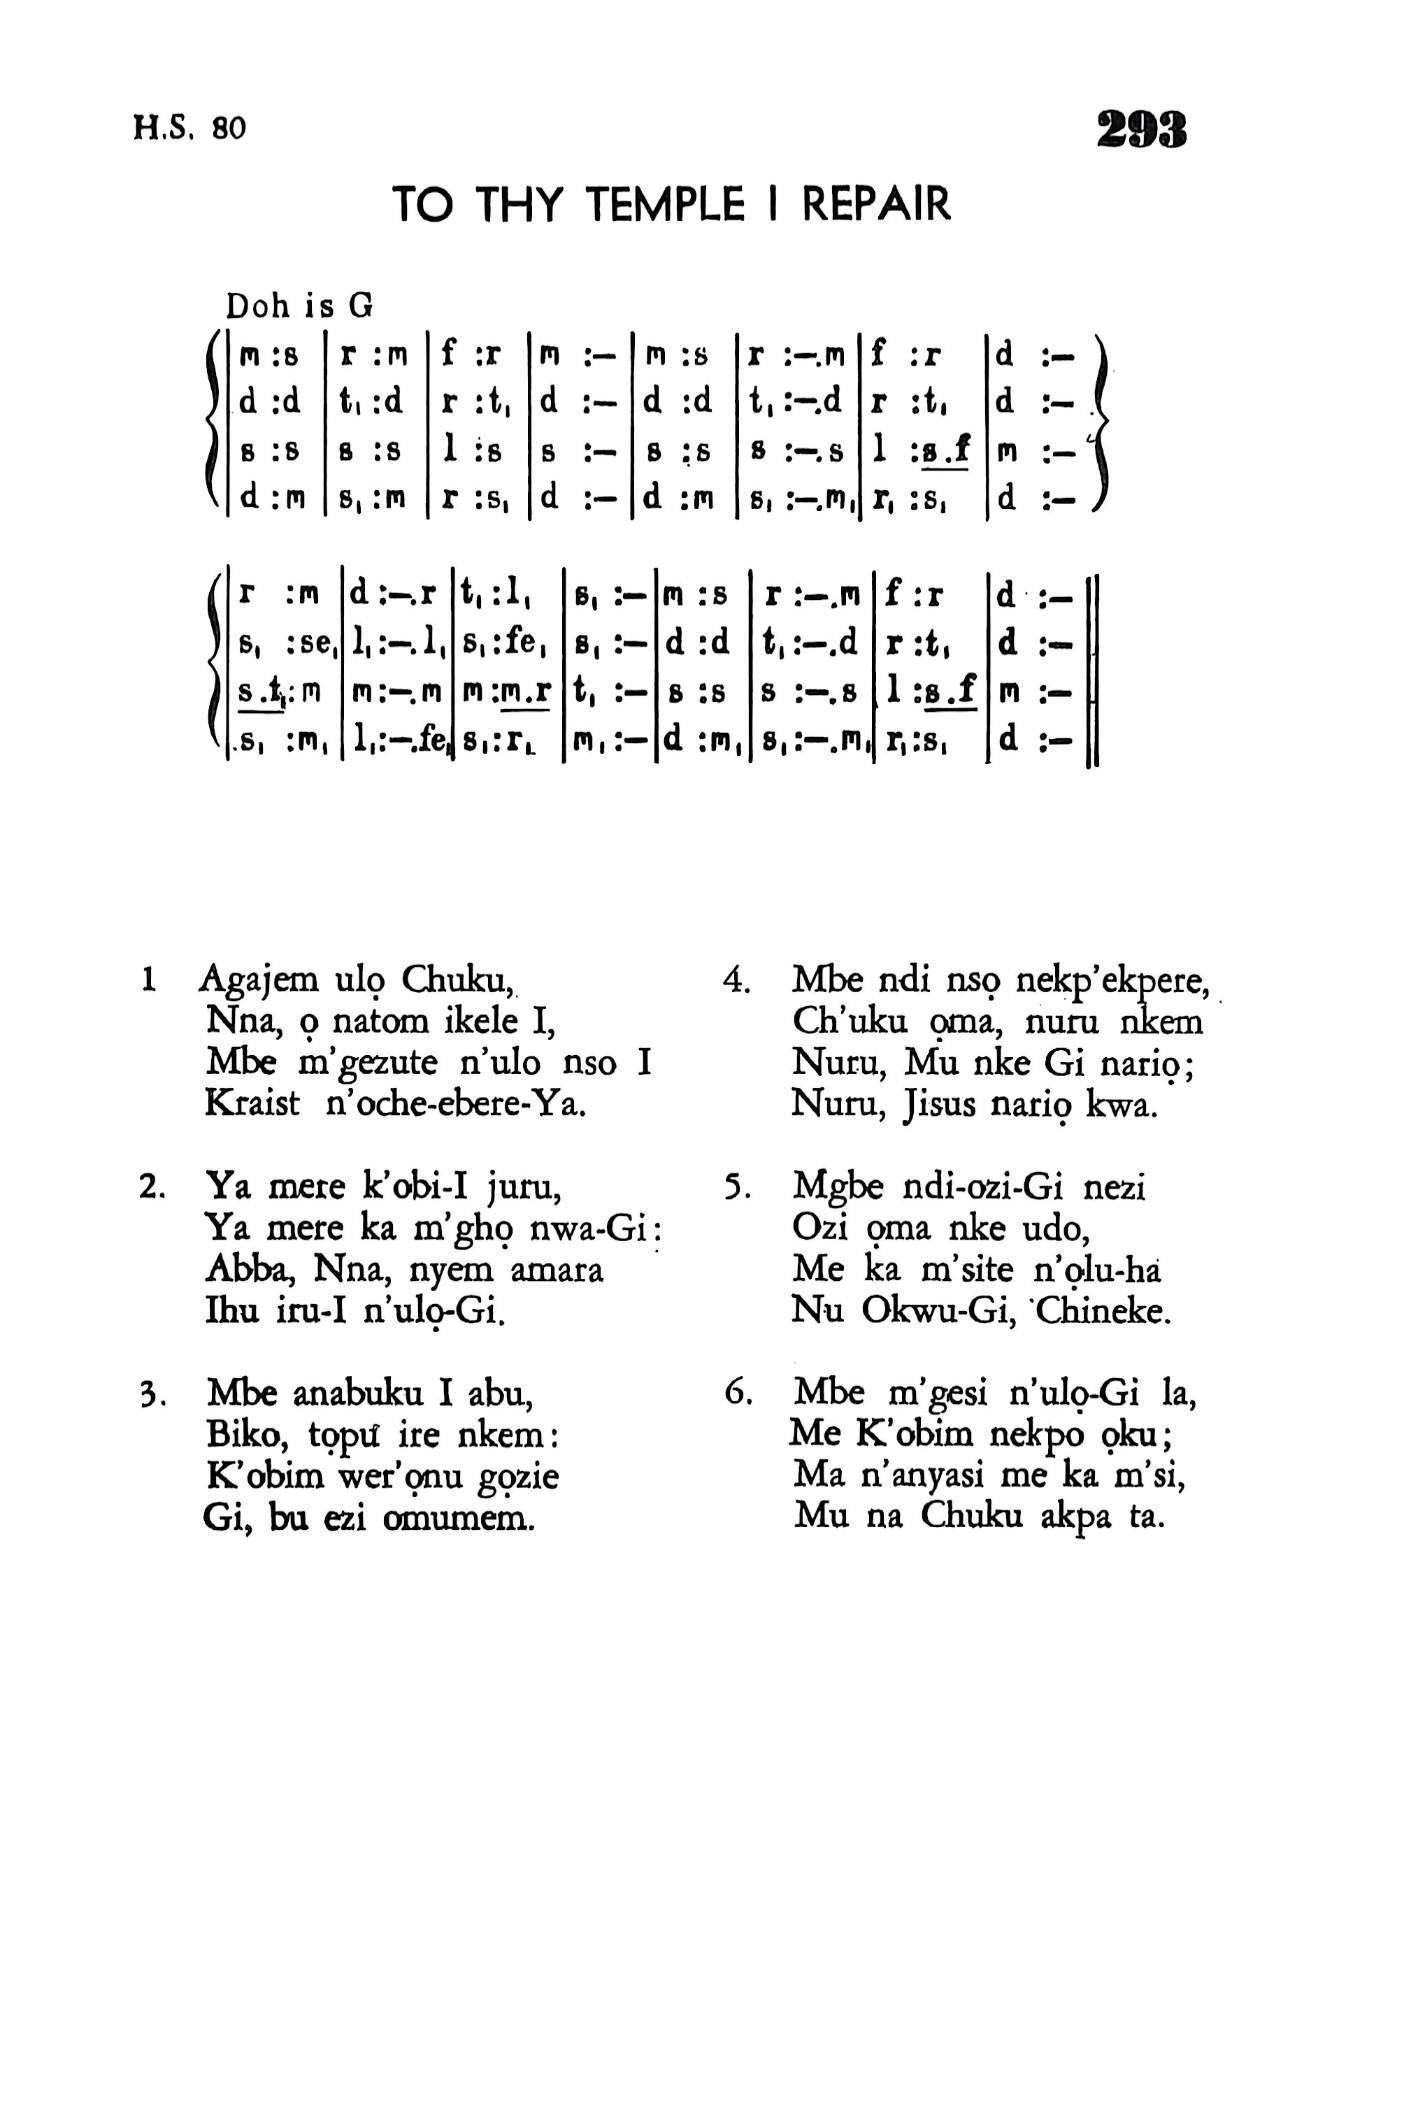 H.S. 80
293
TO THY TEMPLE I REPAIR
Doh is G
m :s | r :m | f :r | m :– | m :s | r :–.m | f :r | d :–
d :d | t₁ :d | r :t₁ | d :– | d :d | t₁ :–.d | r :t₁ | d :–
s :s | s :s | l :s | s :– | s :s | s :–.s | l :s.f | m :–
d :m | s₁ :m | r :s₁ | d :– | d :m | s₁ :–.m₁ | r₁ :s₁ | d :–
r :m | d :–.r | t₁ :l₁ | s₁ :– | m :s | r :–.m | f :r | d :–
s₁ :se₁ | l₁ :–.l₁ | s₁ :fe₁ | s₁ :– | d :d | t₁ :–.d | r :t₁ | d :–
s.t₁ :m | m :–.m | m :m.r | t₁ :– | s :s | s :–.s | l :s.f | m :–
s₁ :m₁ | l₁ :–.fe₁ | s₁ :r₁ | m₁ :– | d :m₁ | s₁ :–.m₁ | r₁ :s₁ | d :–
1 Agajem ulọ Chuku,
Nna, ọ natom ikele I,
Mbe m'gezute n'ulo nso I
Kraist n'oche-ebere-Ya.
2. Ya mere k'obi-I juru,
Ya mere ka m'ghọ nwa-Gi:
Abba, Nna, nyem amara
Ihu iru-I n'ulọ-Gi.
3. Mbe anabuku I abu,
Biko, tọpụ ire nkem:
K'obim wer'ọnu gọzie
Gi, bu ezi omumem.
4. Mbe ndi nsọ nekp'ekpere,
Ch'uku ọma, nuru nkem
Nuru, Mu nke Gi nariọ;
Nuru, Jisus nariọ kwa.
5. Mgbe ndi-ozi-Gi nezi
Ozi ọma nke udo,
Me ka m'site n'ọlu-ha
Nu Okwu-Gi, Chineke.
6. Mbe m'gesi n'ulọ-Gi la,
Me K'obim nekpo ọku;
Ma n'anyasi me ka m'si,
Mu na Chuku akpa ta.